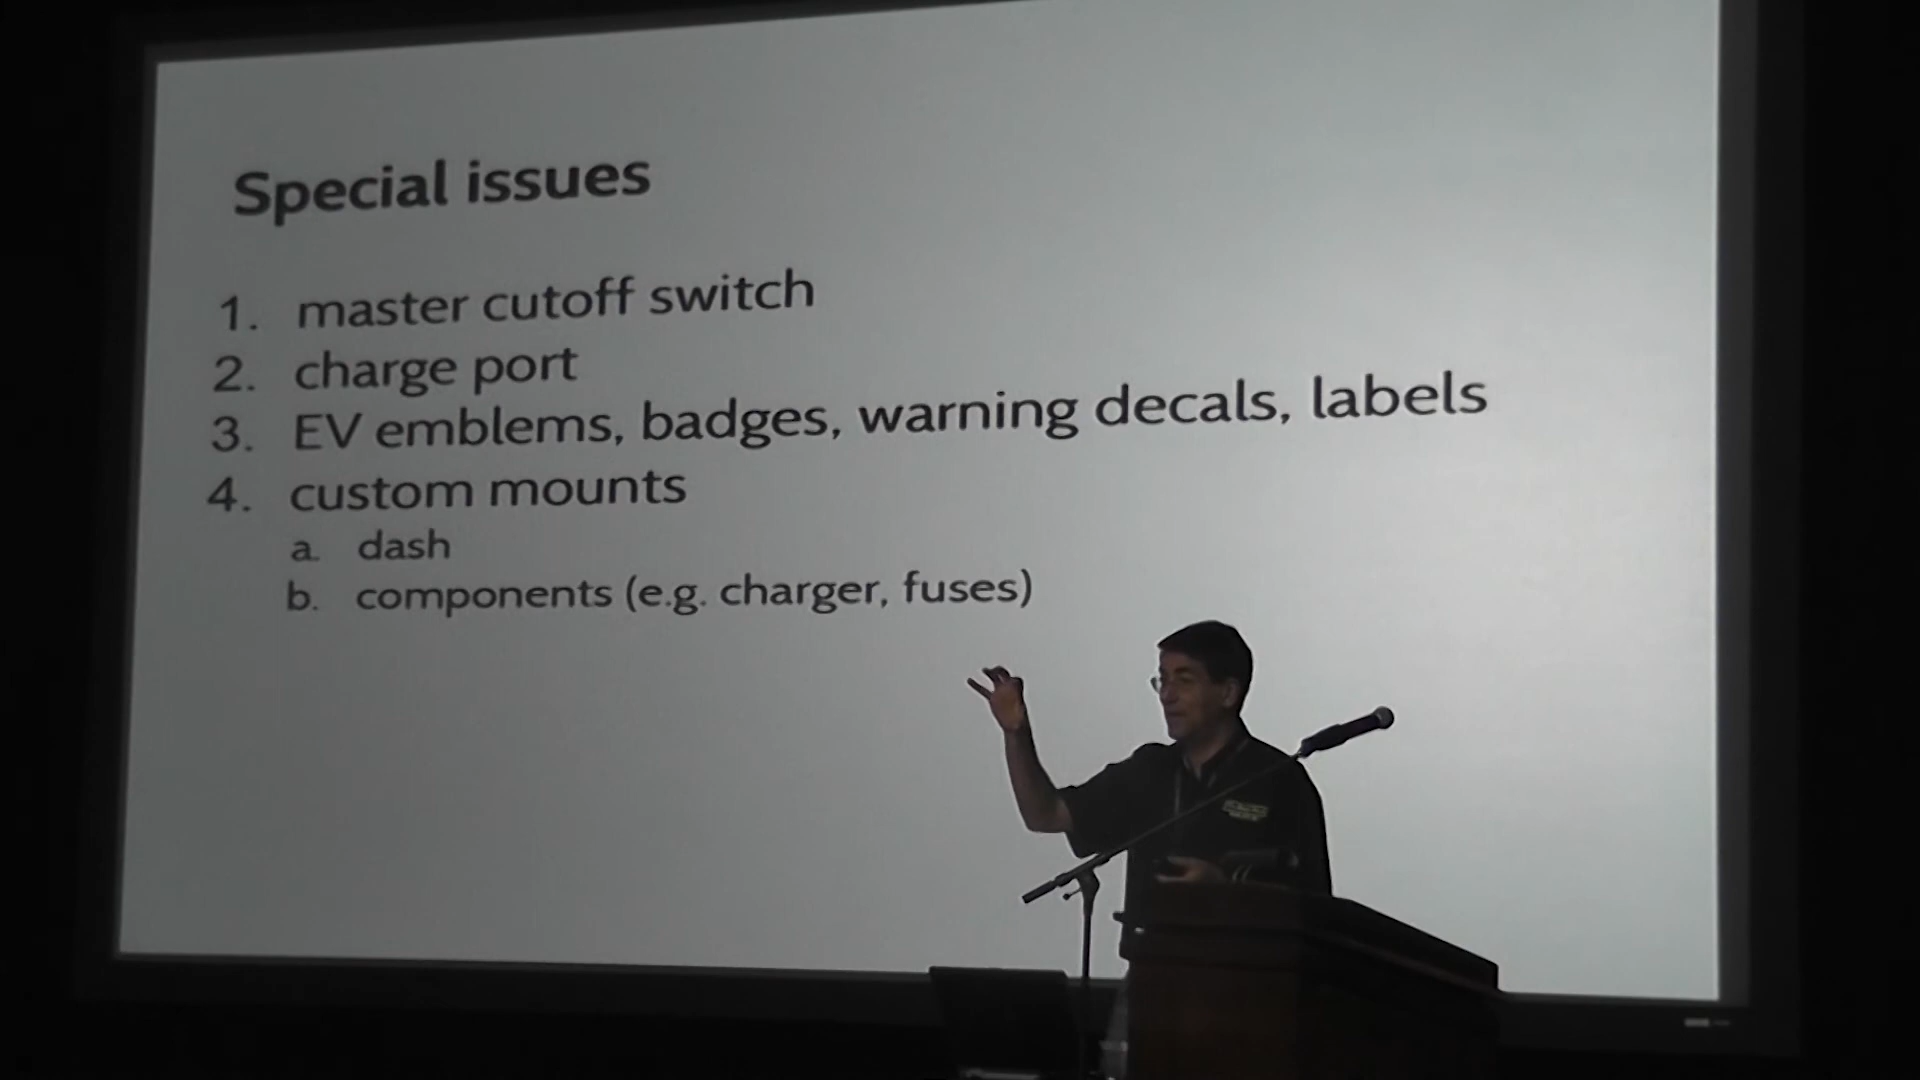 Special issues
1. master cutoff switch
2. charge port
3. EV emblems, badges, warning decals, labels
4. custom mounts
a. dash
b. components (e.g. charger, fuses)